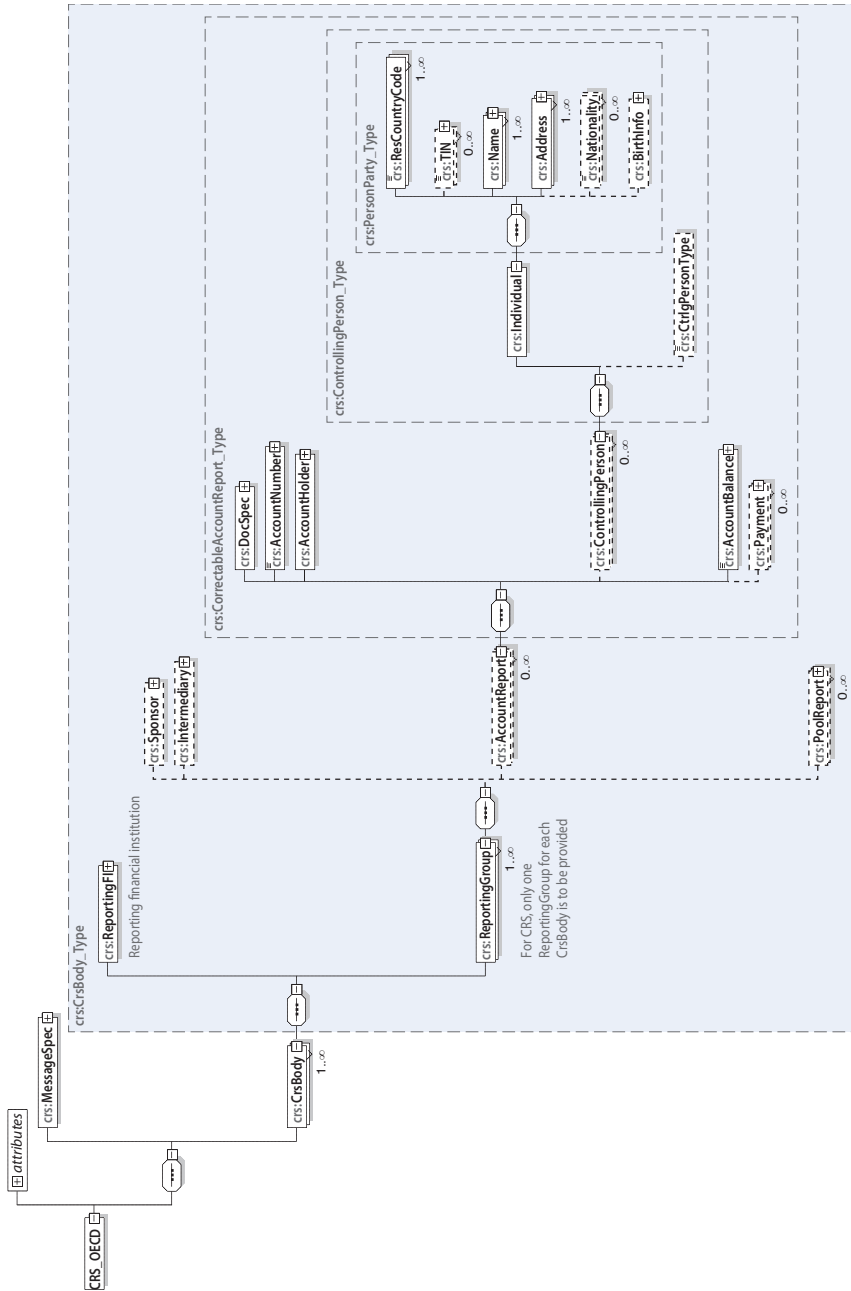 CRS_OECD
attributes
crs:MessageSpec
crs:CrsBody
1..∞
crs:CrsBody_Type
crs:ReportingFI
Reporting financial institution
crs:ReportingGroup
1..∞
For CRS, only one
ReportingGroup for each
CrsBody is to be provided
crs:Sponsor
crs:Intermediary
crs:AccountReport
0..∞
crs:CorrectableAccountReport_Type
crs:DocSpec
crs:AccountNumber
crs:AccountHolder
crs:ControllingPerson
0..∞
crs:ControllingPerson_Type
crs:Individual
crs:PersonParty_Type
crs:ResCountryCode
1..∞
crs:TIN
0..∞
crs:Name
1..∞
crs:Address
1..∞
crs:Nationality
0..∞
crs:BirthInfo
crs:CtrlgPersonType
crs:AccountBalance
crs:Payment
0..∞
crs:PoolReport
0..∞